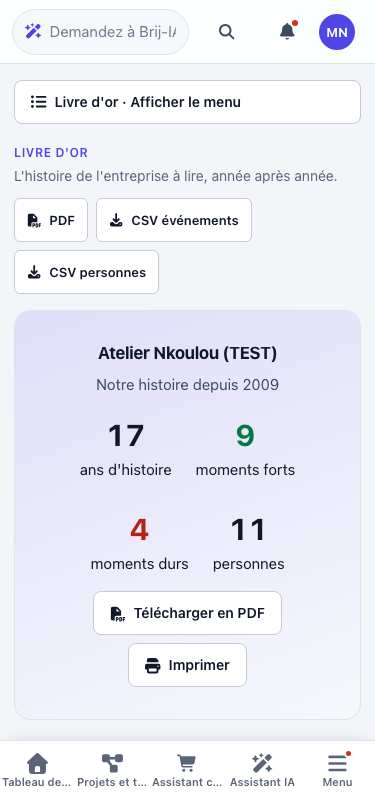 Demandez à Brij-IA
MN
Livre d'or · Afficher le menu
LIVRE D'OR
L'histoire de l'entreprise à lire, année après année.
PDF
CSV événements
CSV personnes
Atelier Nkoulou (TEST)
Notre histoire depuis 2009
17
9
ans d'histoire
moments forts
4
11
moments durs
personnes
Télécharger en PDF
Imprimer
Tableau de...
Projets et t...
Assistant c...
Assistant IA
Menu